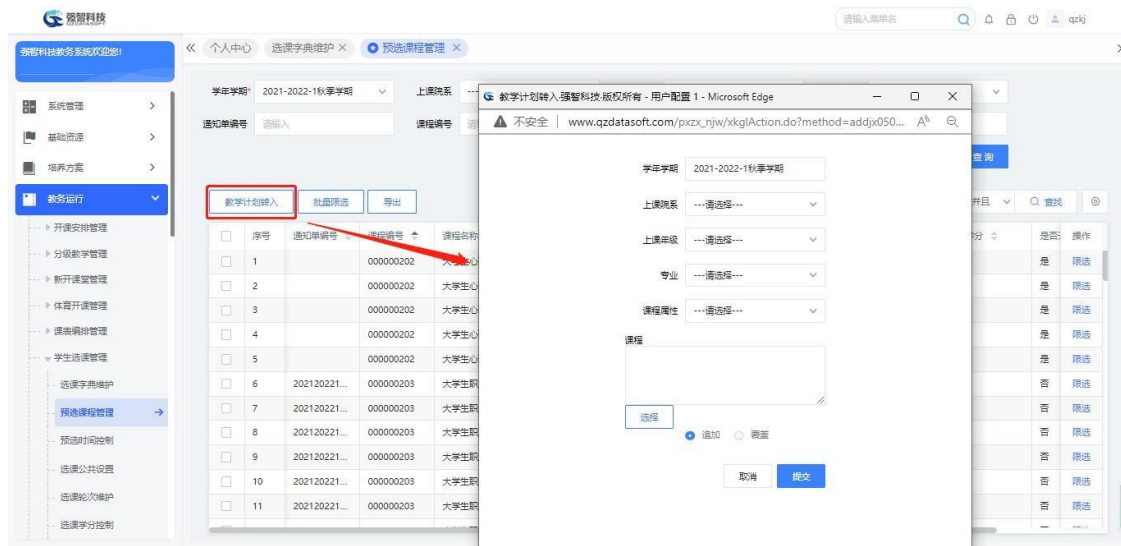 强智科技
QZDATASOFT
请输入菜单名
qzkj
强智科技教务系统欢迎您!
个人中心 选课字典维护 预选课程管理
系统管理
基础资源
培养方案
教务运行
开课安排管理
分级教学管理
新开课堂管理
体育开课管理
课表编排管理
学生选课管理
选课字典维护
预选课程管理
预选时间控制
选课公共设置
选课轮次维护
选课学分控制
学年学期* 2021-2022-1秋季学期 上课院系 ---
通知单编号 请输入 课程编号
查询
教学计划转入 批量限选 导出 并且 查找
序号 通知单编号 课程编号 课程名称 是否 操作
1 000000202 大学生心 是 限选
2 000000202 大学生心 是 限选
3 000000202 大学生心 是 限选
4 000000202 大学生心 是 限选
5 000000202 大学生心 是 限选
6 202120221... 000000203 大学生职 否 限选
7 202120221... 000000203 大学生职 否 限选
8 202120221... 000000203 大学生职 否 限选
9 202120221... 000000203 大学生职 否 限选
10 202120221... 000000203 大学生职 否 限选
11 202120221... 000000203 大学生职 否 限选
教学计划转入-强智科技-版权所有 - 用户配置 1 - Microsoft Edge
不安全 | www.qzdatasoft.com/pxzx_njw/xkglAction.do?method=addjx050...
学年学期 2021-2022-1秋季学期
上课院系 ---请选择---
上课年级 ---请选择---
专业 ---请选择---
课程属性 ---请选择---
课程
选择
追加 覆盖
取消 提交